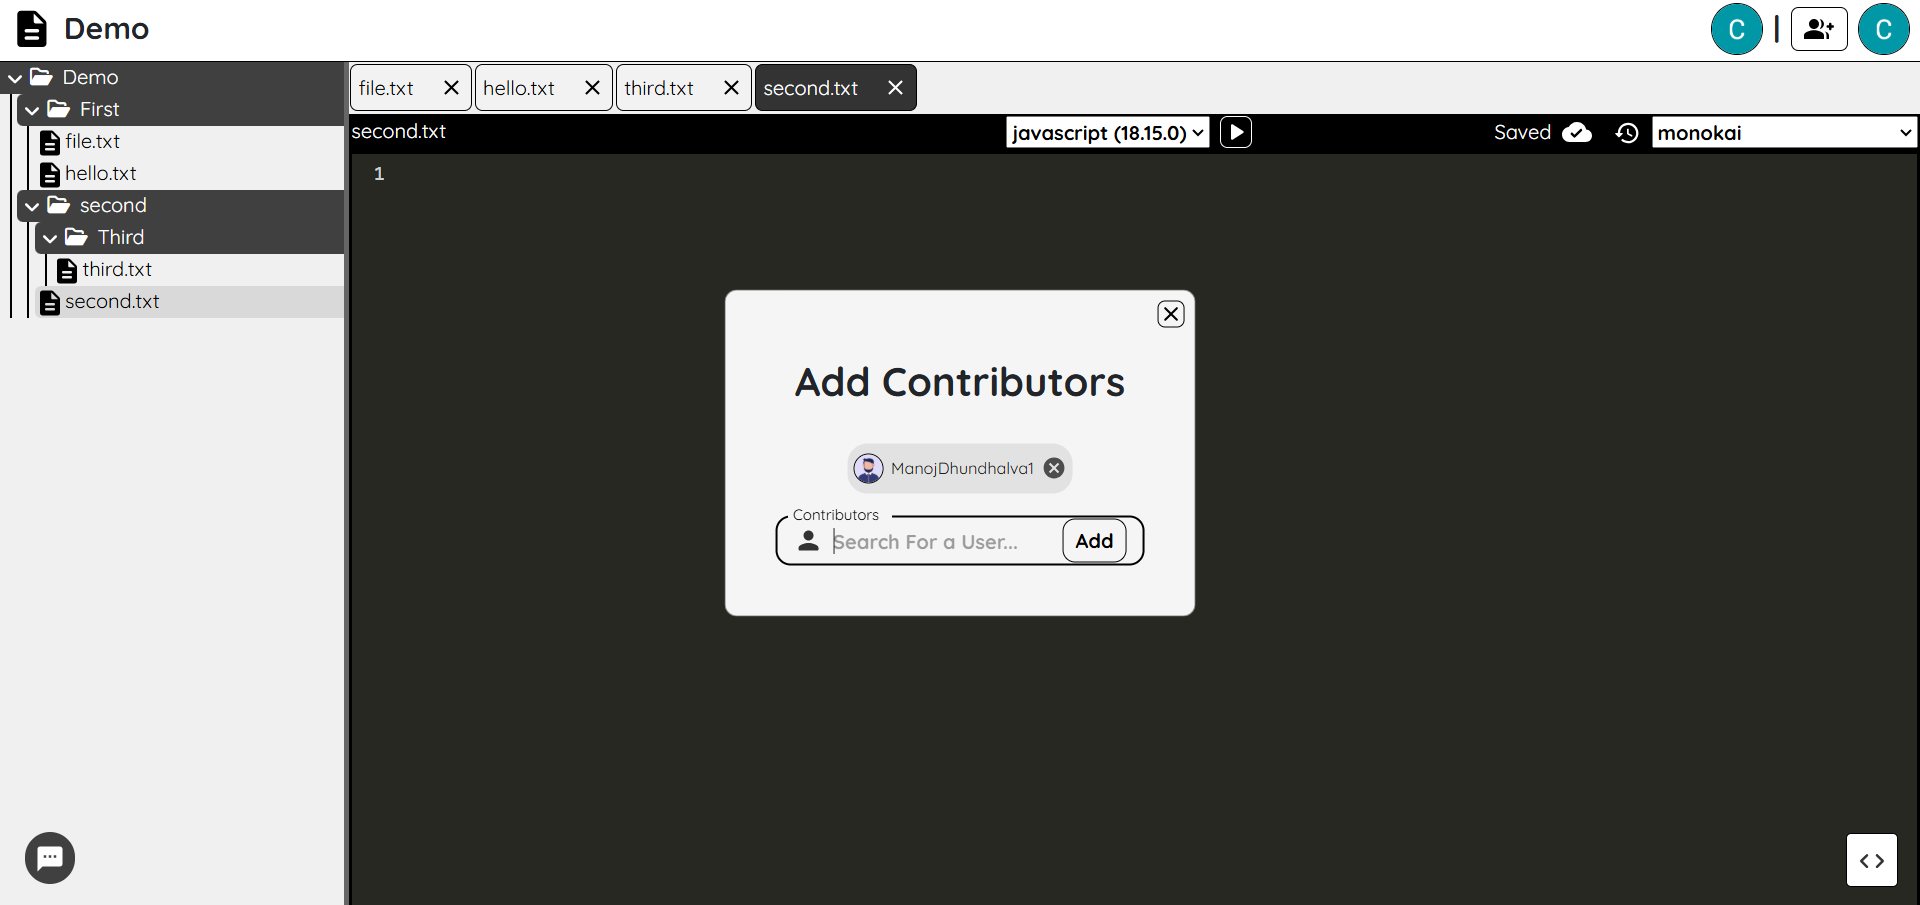 Demo
C
C
Demo
First
file.txt
hello.txt
second
Third
third.txt
second.txt
file.txt hello.txt third.txt second.txt
second.txt javascript (18.15.0) Saved monokai
1
Add Contributors
ManojDhundhalva1
Contributors
Search For a User...
Add